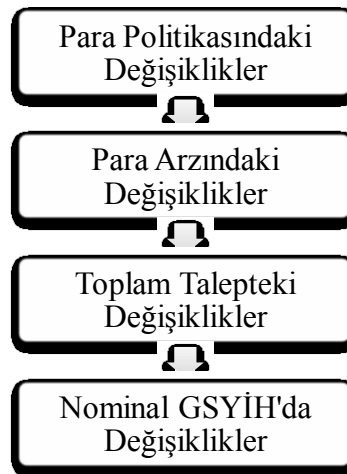 Para Politikasındaki
Değişiklikler
Para Arzındaki
Değişiklikler
Toplam Talepteki
Değişiklikler
Nominal GSYİH'da
Değişiklikler